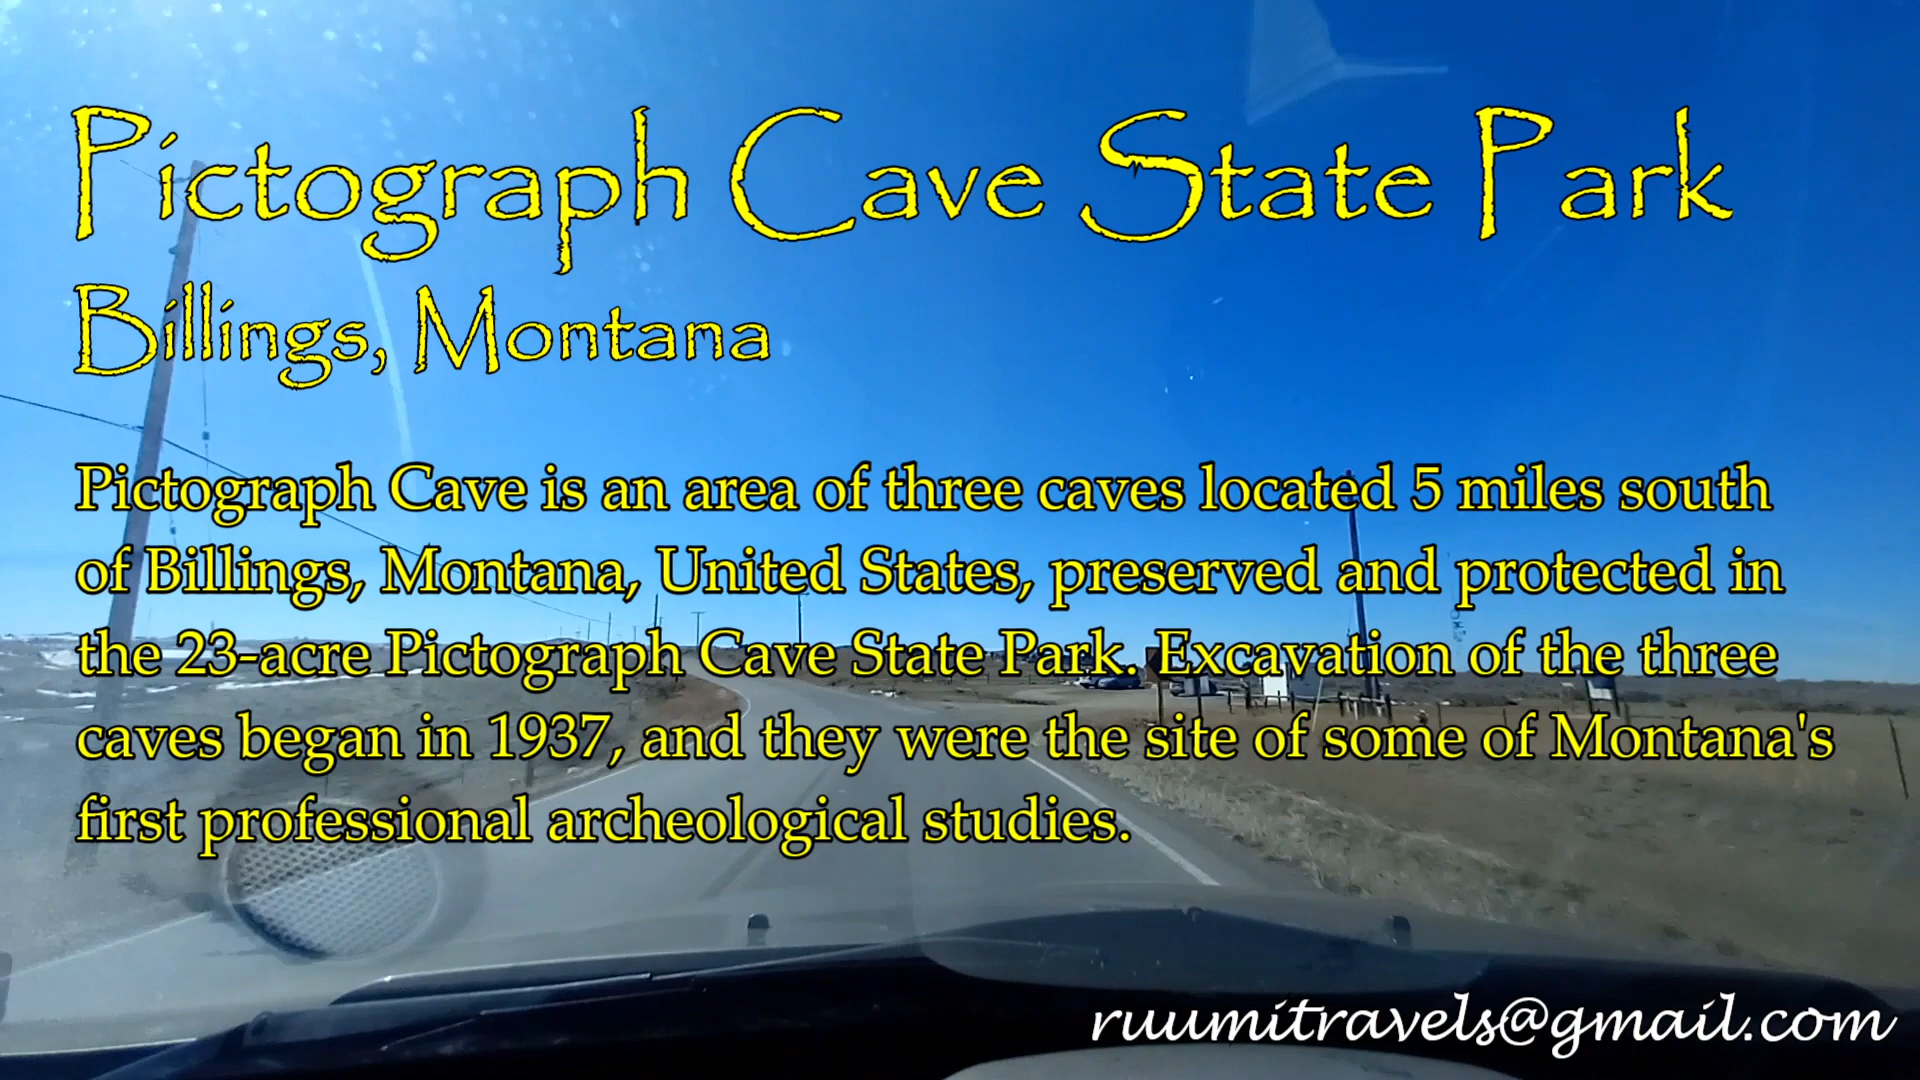 Pictograph Cave State Park
Billings, Montana
Pictograph Cave is an area of three caves located 5 miles south
of Billings, Montana, United States, preserved and protected in
the 23-acre Pictograph Cave State Park. Excavation of the three
caves began in 1937, and they were the site of some of Montana's
first professional archeological studies.
ruumitravels@gmail.com